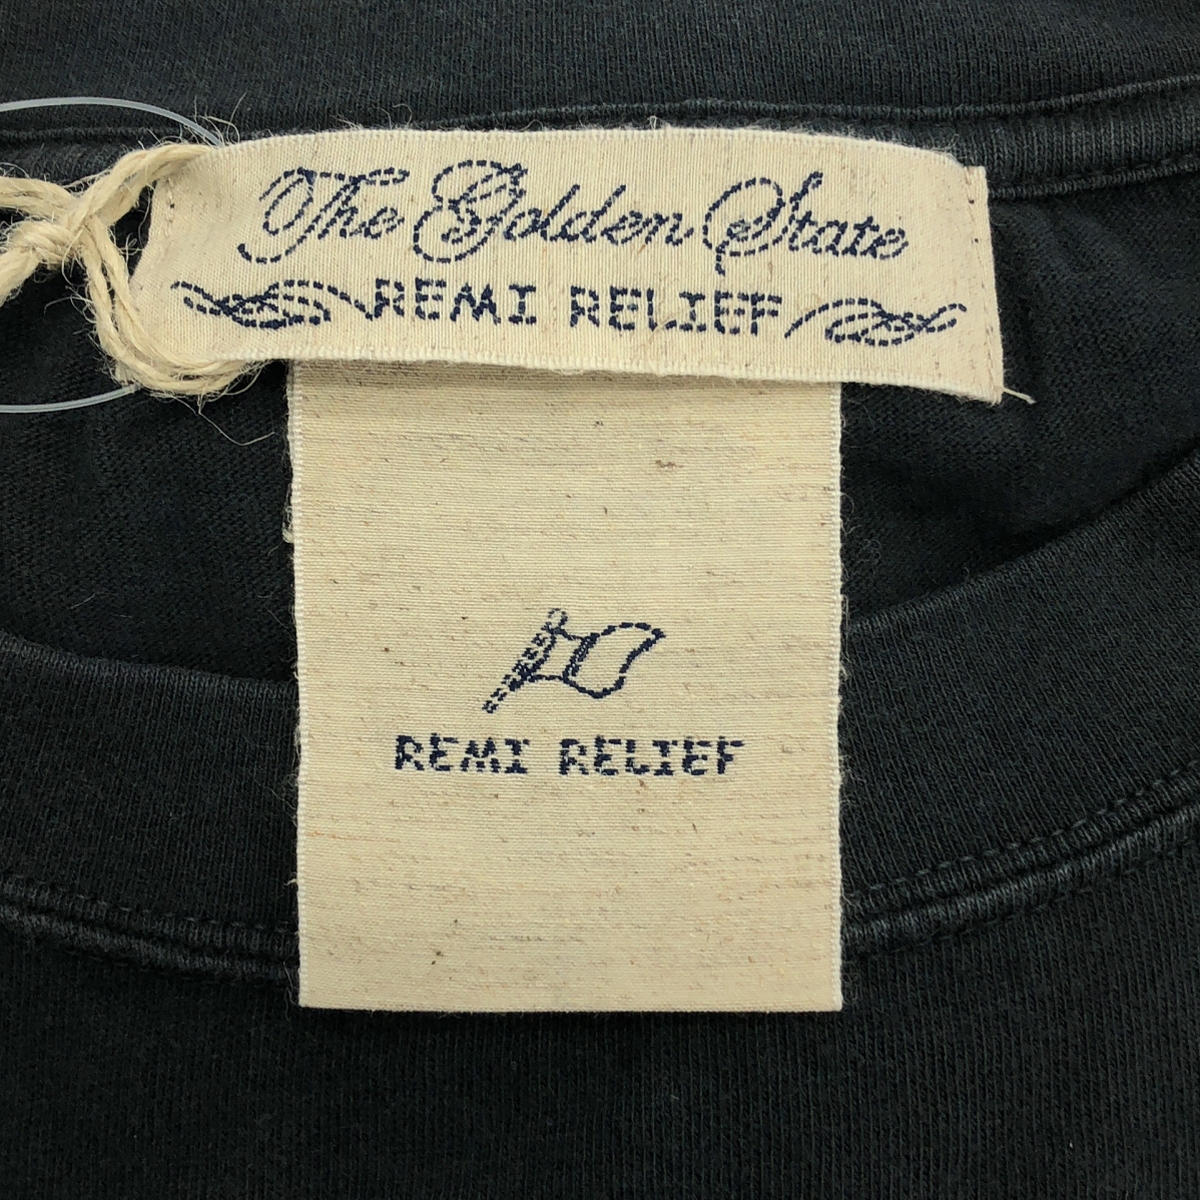 The Golden State
REMI RELIEF
REMI RELIEF